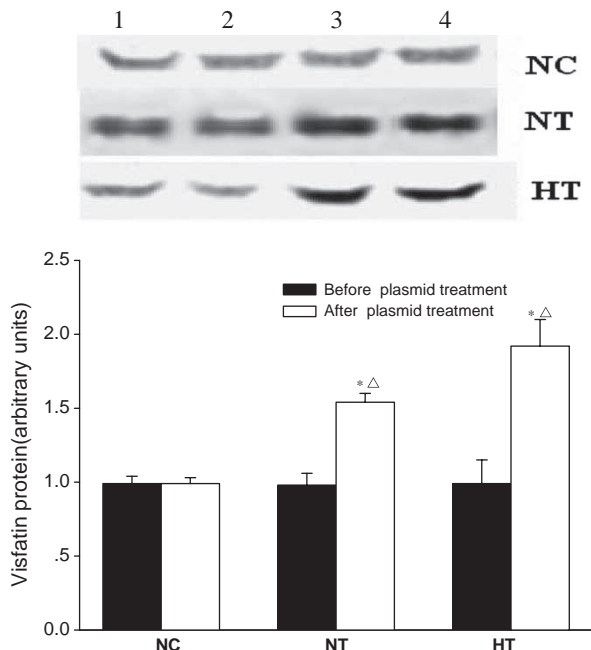 1 2 3 4
NC
NT
HT
2.5
2.0
1.5
1.0
.5
0.0
Visfatin protein(arbitrary units)
Before plasmid treatment
After plasmid treatment
* △
* △
NC NT HT